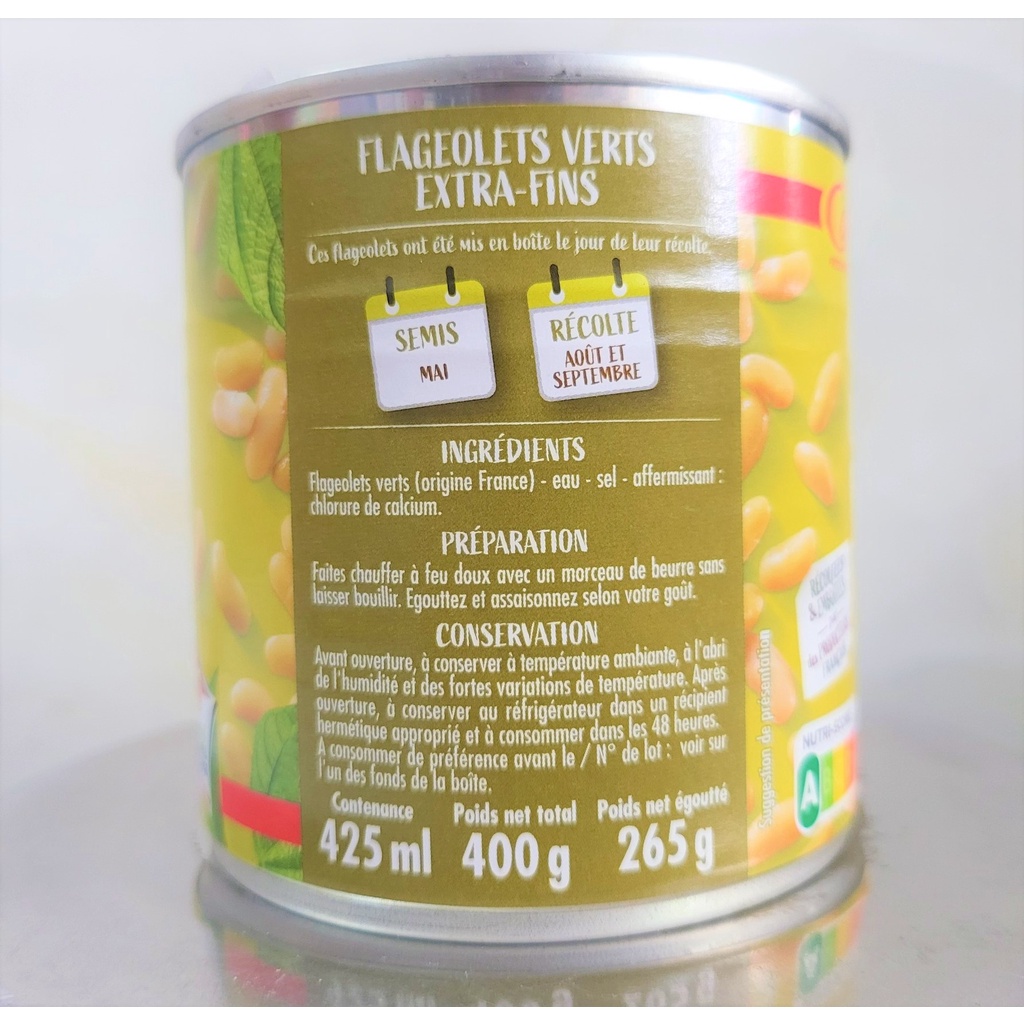 FLAGEOLETS VERTS
EXTRA-FINS
Ces flageolets ont été mis en boîte le jour de leur récolte.
SEMIS
MAI
RÉCOLTE
AOÛT ET
SEPTEMBRE
INGRÉDIENTS
Flageolets verts (origine France) - eau - sel - affermissant :
chlorure de calcium.
PRÉPARATION
Faites chauffer à feu doux avec un morceau de beurre sans
laisser bouillir. Egouttez et assaisonnez selon votre goût.
CONSERVATION
Avant ouverture, à conserver à température ambiante, à l'abri
de l'humidité et des fortes variations de température. Après
ouverture, à conserver au réfrigérateur dans un récipient
hermétique approprié et à consommer dans les 48 heures.
A consommer de préférence avant le / N° de lot : voir sur
l'un des fonds de la boîte.
Contenance
425 ml
Poids net total
400 g
Poids net égoutté
265 g
Suggestion de présentation
NUTRI-SCORE
A